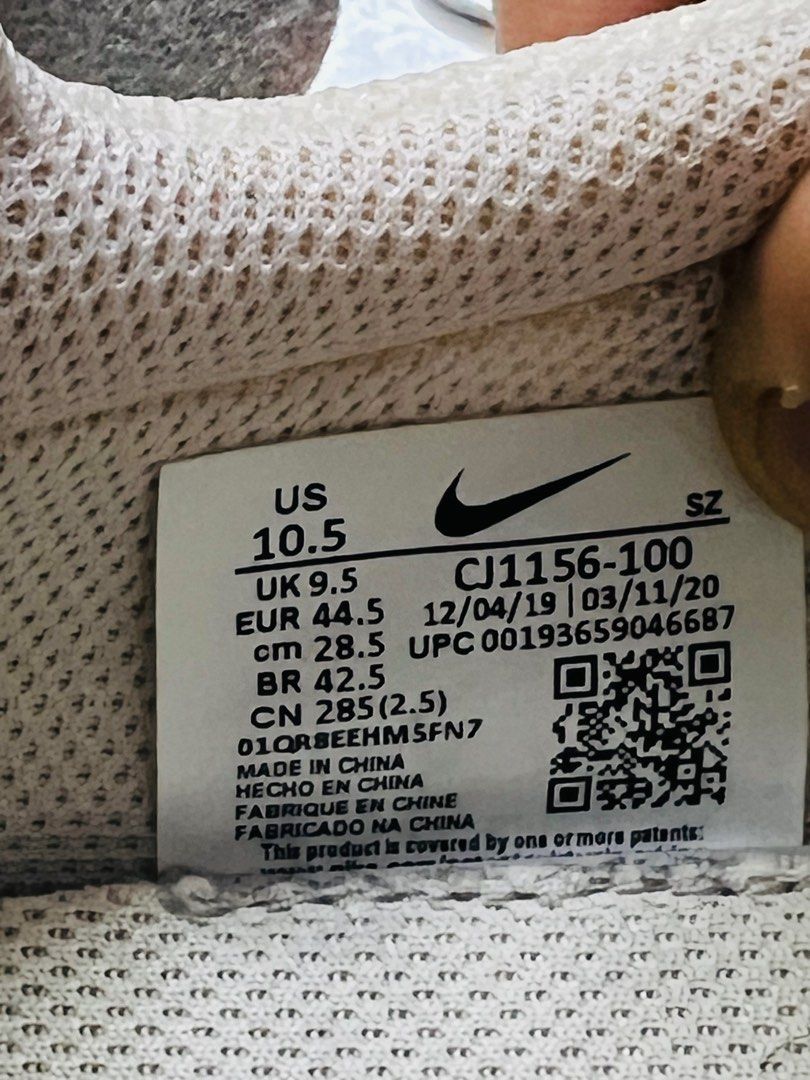 US
10.5
SZ
UK 9.5
CJ1156-100
EUR 44.5
12/04/19 | 03/11/20
cm 28.5
UPC 00193659046687
BR 42.5
CN 285(2.5)
01QR8EEHM5FN7
MADE IN CHINA
HECHO EN CHINA
FABRIQUE EN CHINE
FABRICADO NA CHINA
This product is covered by one or more patents: